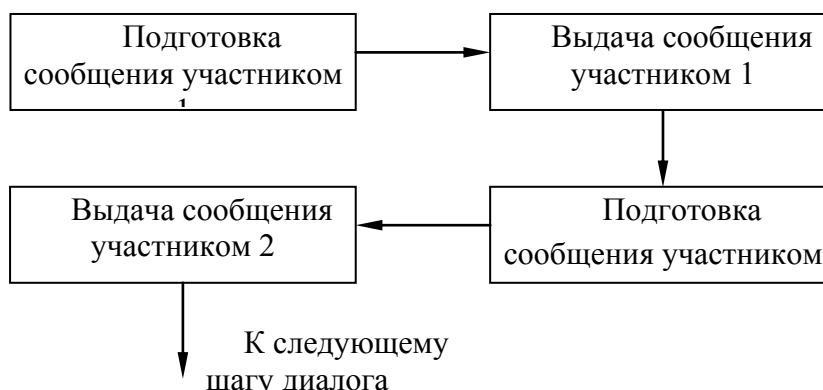 Подготовка
сообщения участником
Выдача сообщения
участником 1
Подготовка
сообщения участником
Выдача сообщения
участником 2
К следующему
шагу диалога